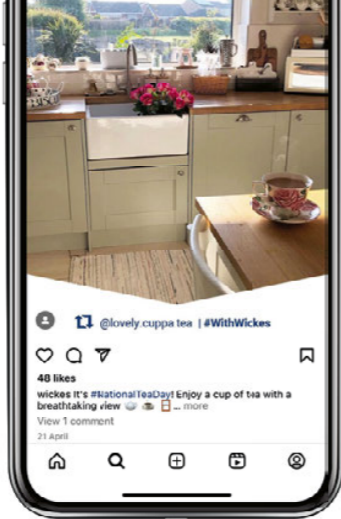 @lovely.cuppa tea | #WithWickes
48 likes
wickes It's #NationalTeaDay! Enjoy a cup of tea with a
breathtaking view ... more
View 1 comment
21 April